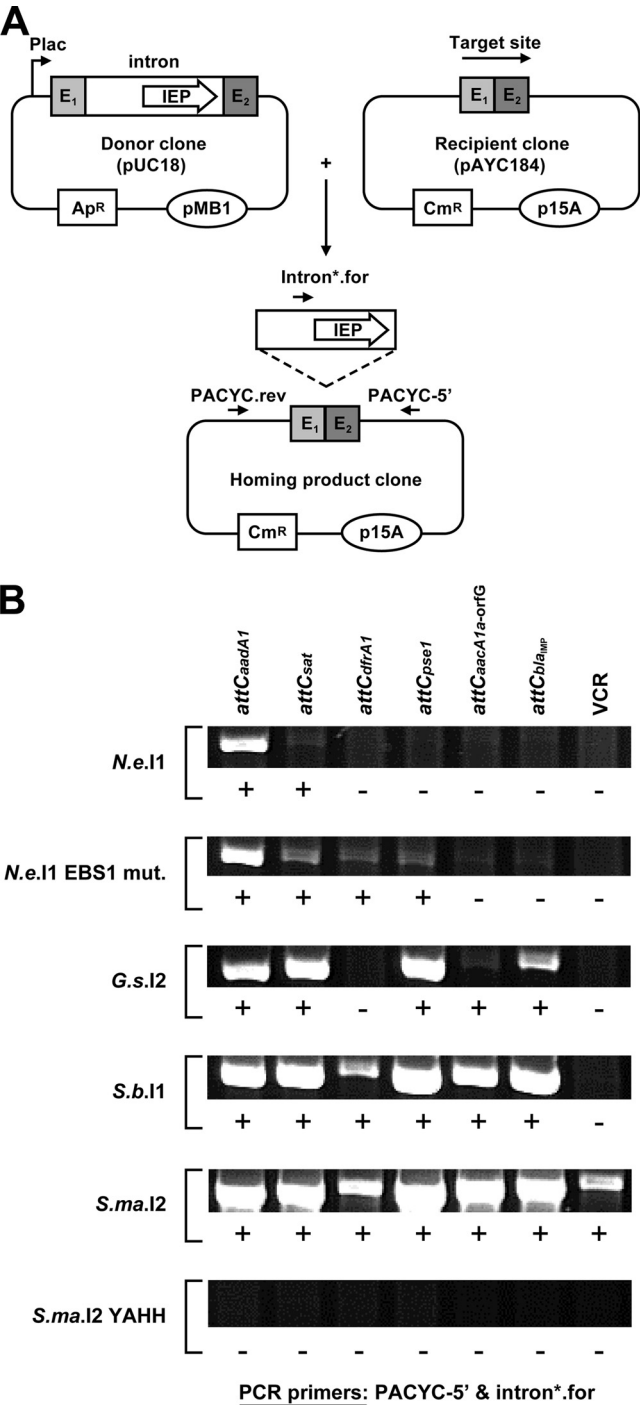 A
Plac
intron
E1 IEP E2
Donor clone
(pUC18)
ApR pMB1
+
Target site
E1 E2
Recipient clone
(pAYC184)
CmR p15A
Intron*.for
IEP
PACYC.rev PACYC-5'
E1 E2
Homing product clone
CmR p15A
B
attCaadA1 attCsat attCdfrA1 attCpse1 attCaacA1a-orfG attCblaIMP VCR
N.e.I1
+ + - - - - -
N.e.I1 EBS1 mut.
+ + + + - - -
G.s.I2
+ + - + + + -
S.b.I1
+ + + + + + -
S.ma.I2
+ + + + + + +
S.ma.I2 YAHH
- - - - - - -
PCR primers: PACYC-5' & intron*.for